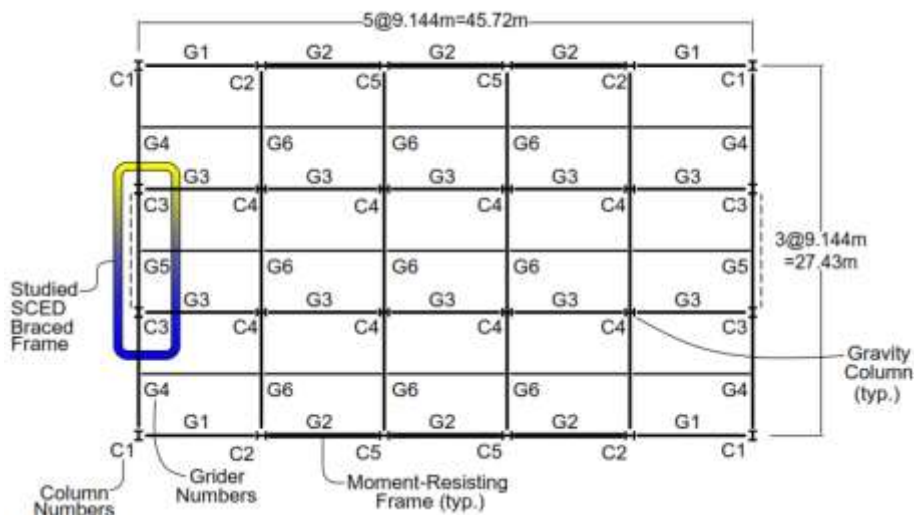 5@9.144m=45.72m
G1 G2 G2 G2 G1
C1 C2 C5 C5 C2 C1
G4 G6 G6 G6 G4
G3 G3 G3 G3 G3
C3 C4 C4 C4 C4 C3
3@9.144m
=27.43m
G5 G6 G6 G6 G5
Studied
SCED
Braced
Frame
G3 G3 G3 G3 G3
C3 C4 C4 C4 C4 C3
Gravity
Column
(typ.)
G4 G6 G6 G6 G4
G1 G2 G2 G2 G1
C1 C2 C5 C5 C2 C1
Column
Numbers
Grider
Numbers
Moment-Resisting
Frame (typ.)